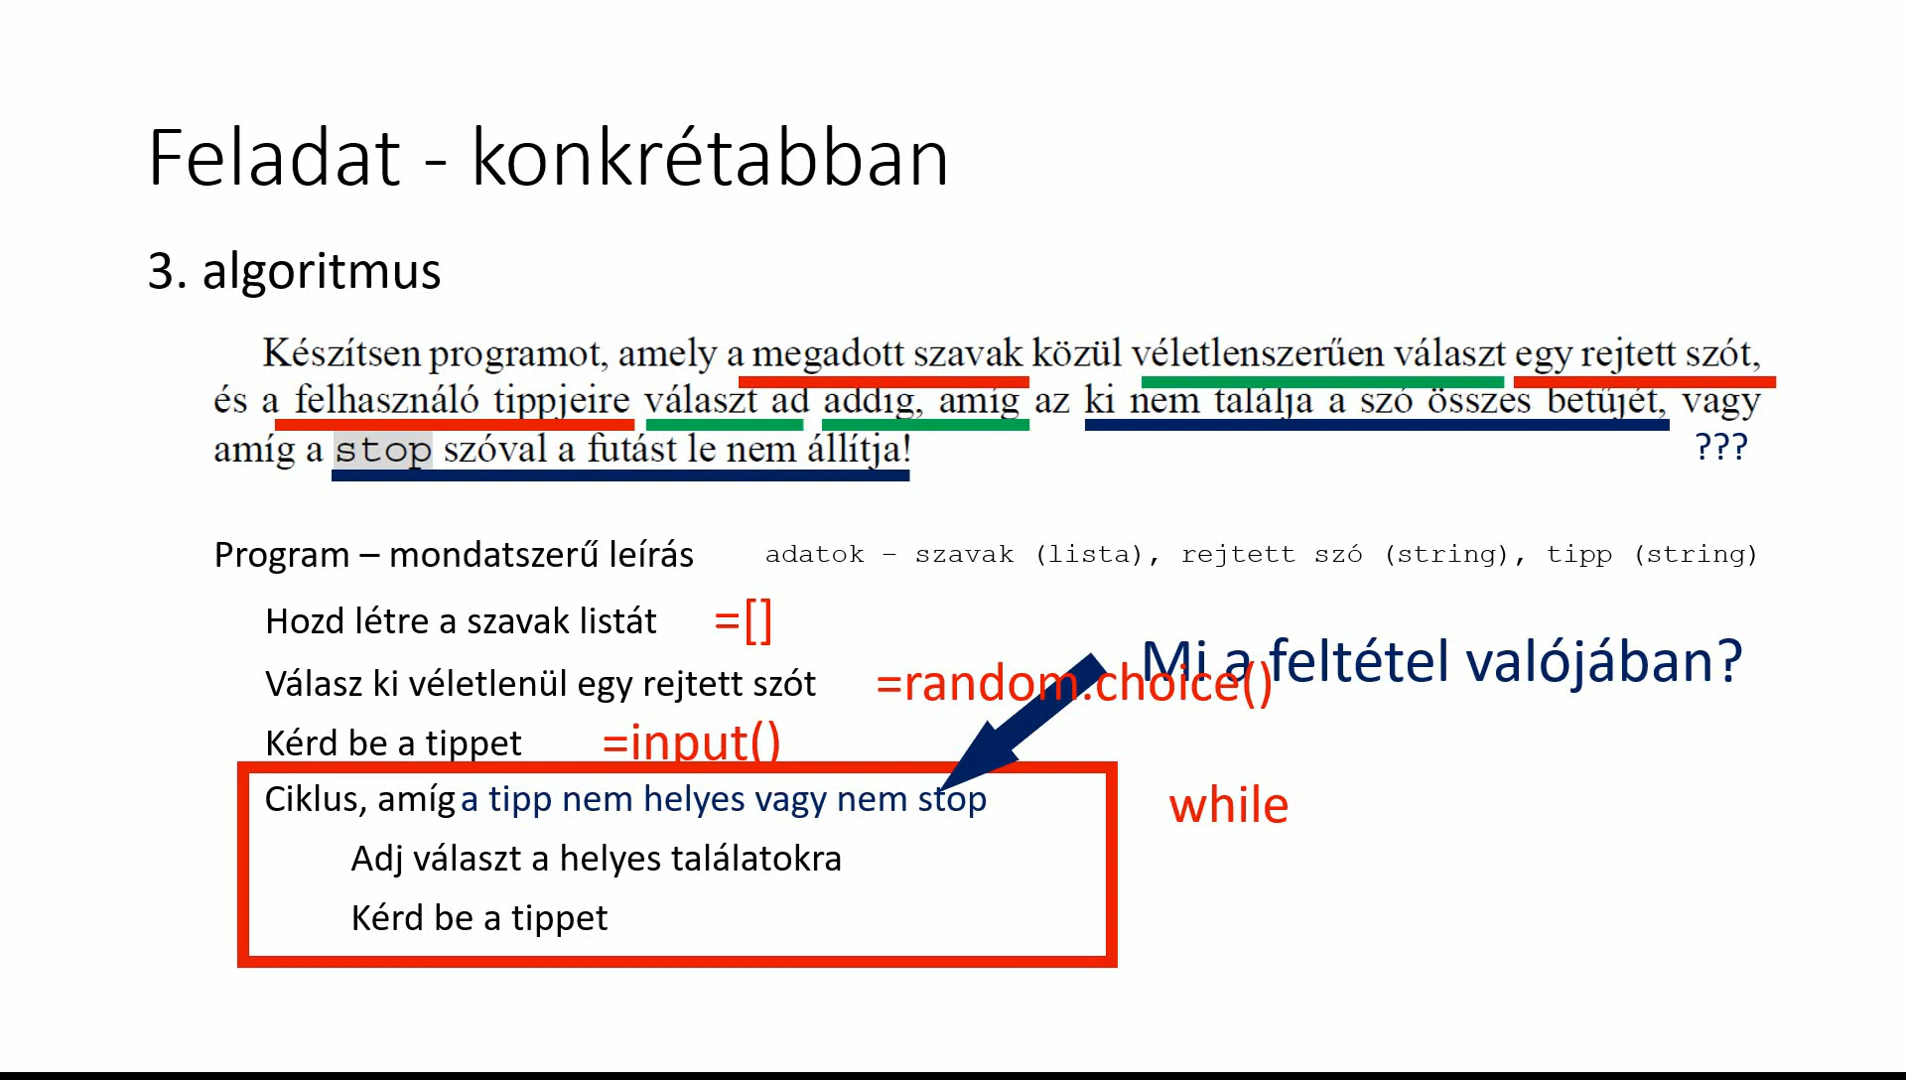 Feladat - konkrétabban
3. algoritmus
Készítsen programot, amely a megadott szavak közül véletlenszerűen választ egy rejtett szót,
és a felhasználó tippjeire választ ad addig, amíg az ki nem találja a szó összes betűjét, vagy
amíg a stop szóval a futást le nem állítja!
???
Program – mondatszerű leírás
adatok – szavak (lista), rejtett szó (string), tipp (string)
Hozd létre a szavak listát =[]
Mi a feltétel valójában?
Válasz ki véletlenül egy rejtett szót =random.choice()
Kérd be a tippet =input()
Ciklus, amíg a tipp nem helyes vagy nem stop
while
Adj választ a helyes találatokra
Kérd be a tippet